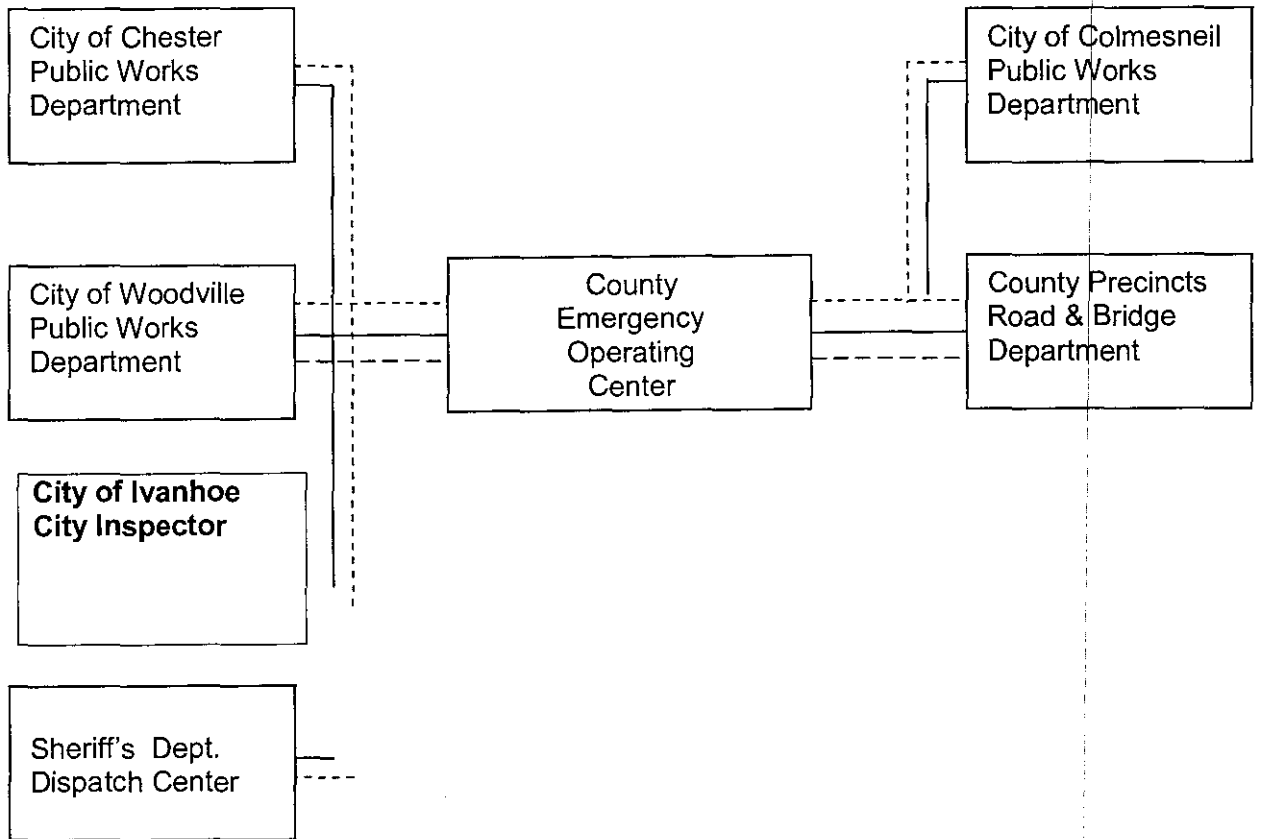 City of Chester
Public Works
Department
City of Colmesneil
Public Works
Department
City of Woodville
Public Works
Department
County
Emergency
Operating
Center
County Precincts
Road & Bridge
Department
City of Ivanhoe
City Inspector
Sheriff's Dept.
Dispatch Center